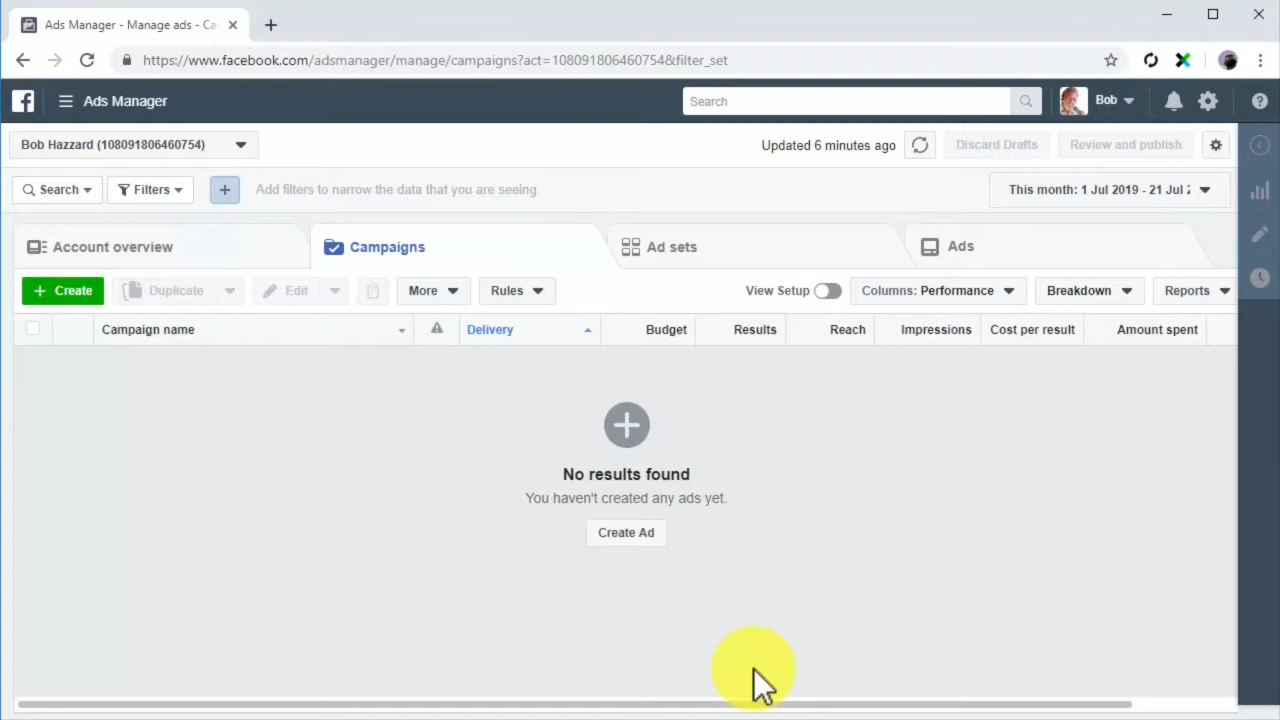 Ads Manager - Manage ads - Ca
https://www.facebook.com/adsmanager/manage/campaigns?act=108091806460754&filter_set
Ads Manager
Search
Bob
Bob Hazzard (108091806460754)
Updated 6 minutes ago
Discard Drafts
Review and publish
Search
Filters
Add filters to narrow the data that you are seeing.
This month: 1 Jul 2019 - 21 Jul 2
Account overview
Campaigns
Ad sets
Ads
+ Create
Duplicate
Edit
More
Rules
View Setup
Columns: Performance
Breakdown
Reports
Campaign name
Delivery
Budget
Results
Reach
Impressions
Cost per result
Amount spent
No results found
You haven't created any ads yet.
Create Ad